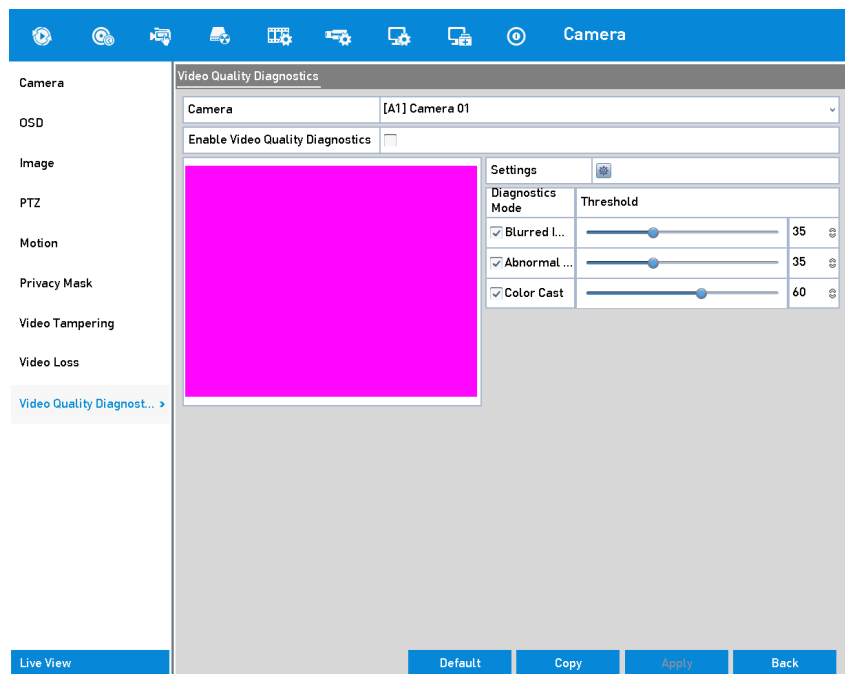 Camera
Camera
OSD
Image
PTZ
Motion
Privacy Mask
Video Tampering
Video Loss
Video Quality Diagnost... >
Live View
Video Quality Diagnostics
Camera [A1] Camera 01
Enable Video Quality Diagnostics
Settings
Diagnostics Mode Threshold
Blurred I... 35
Abnormal ... 35
Color Cast 60
Default Copy Apply Back